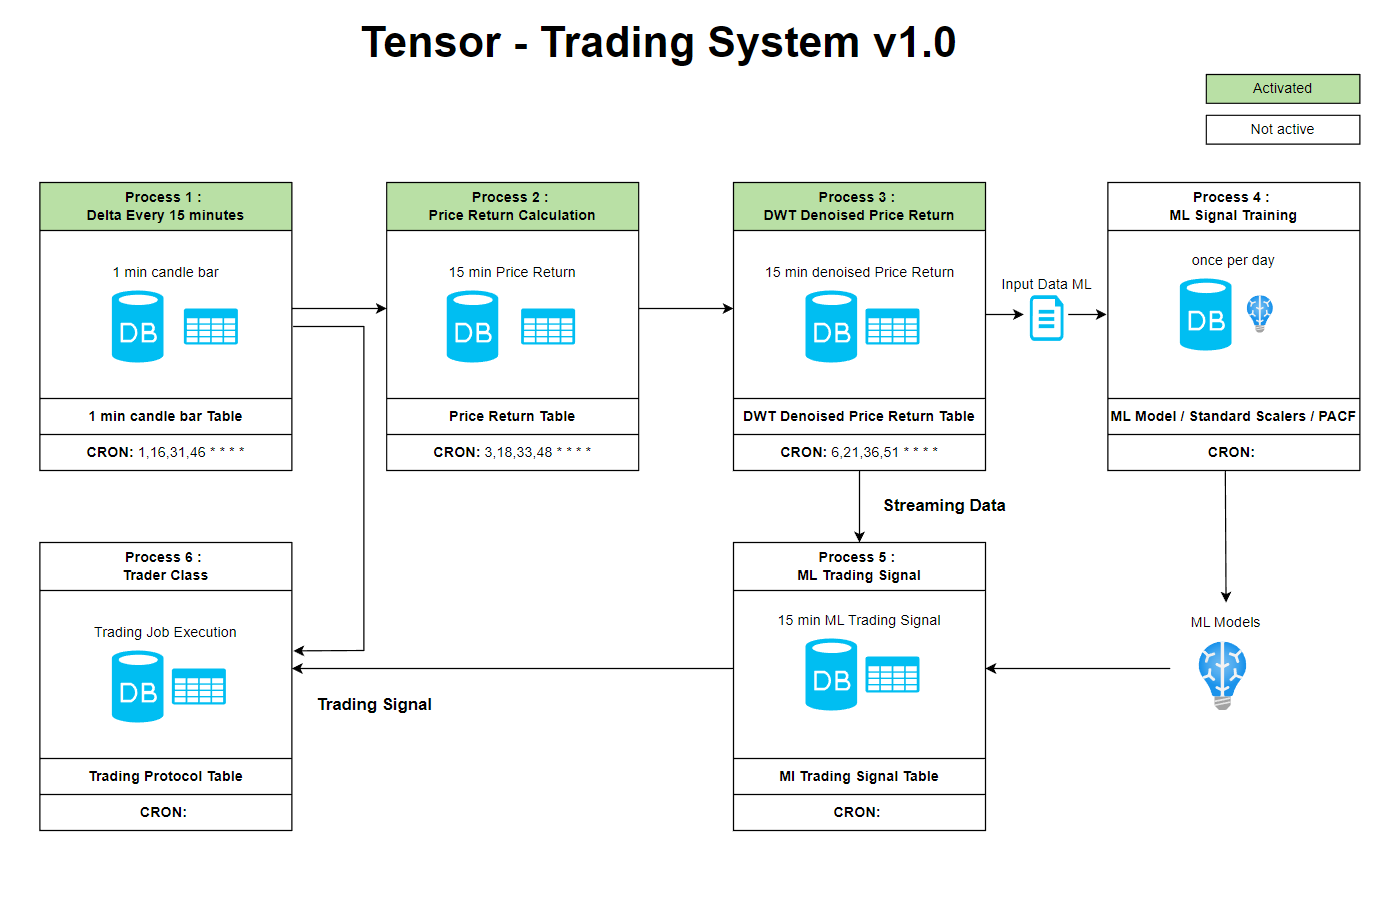 Tensor - Trading System v1.0
Activated
Not active
Process 1 :
Delta Every 15 minutes
1 min candle bar
DB
1 min candle bar Table
CRON: 1,16,31,46 * * * *
Process 2 :
Price Return Calculation
15 min Price Return
DB
Price Return Table
CRON: 3,18,33,48 * * * *
Process 3 :
DWT Denoised Price Return
15 min denoised Price Return
DB
DWT Denoised Price Return Table
CRON: 6,21,36,51 * * * *
Input Data ML
Process 4 :
ML Signal Training
once per day
DB
ML Model / Standard Scalers / PACF
CRON:
Streaming Data
Process 6 :
Trader Class
Trading Job Execution
DB
Trading Protocol Table
CRON:
Trading Signal
Process 5 :
ML Trading Signal
15 min ML Trading Signal
DB
Ml Trading Signal Table
CRON:
ML Models